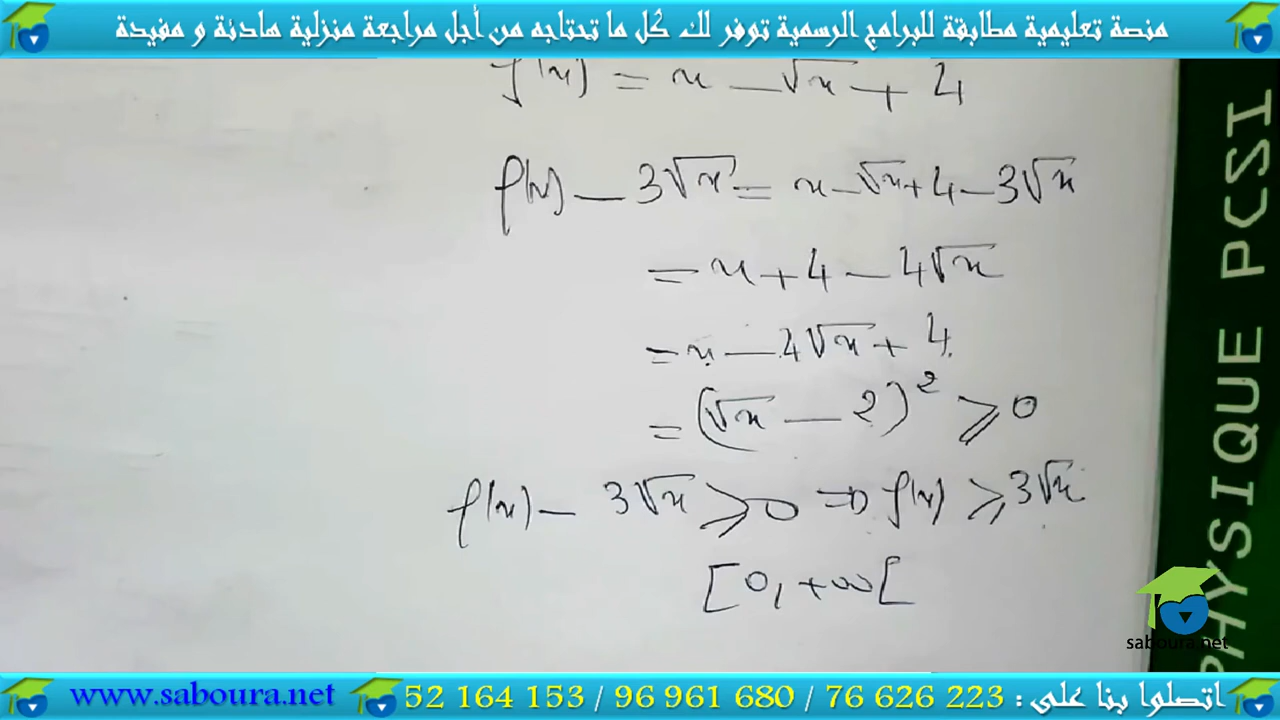 منصة تعليمية مطابقة للبرامج الرسمية توفر لك كل ما تحتاجه من أجل مراجعة منزلية هادئة و مفيدة
f(x) = x - √x + 4
f(x) - 3√x = x - √x + 4 - 3√x
= x + 4 - 4√x
= x - 4√x + 4
= (√x - 2)² ⩾ 0
f(x) - 3√x ⩾ 0 ⇒ f(x) ⩾ 3√x
[0, +∞[
PHYSIQUE PCSI
saboura.net
www.saboura.net اتصلوا بنا على : 52 164 153 / 96 961 680 / 76 626 223